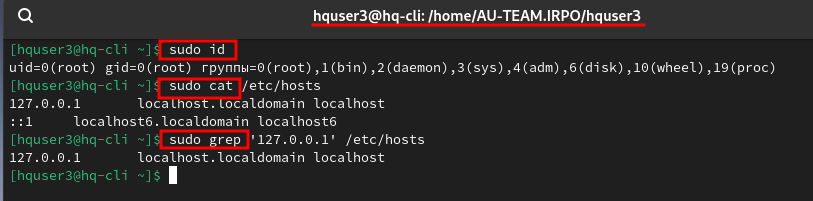 hquser3@hq-cli: /home/AU-TEAM.IRPO/hquser3
[hquser3@hq-cli ~]$ sudo id
uid=0(root) gid=0(root) группы=0(root),1(bin),2(daemon),3(sys),4(adm),6(disk),10(wheel),19(proc)
[hquser3@hq-cli ~]$ sudo cat /etc/hosts
127.0.0.1       localhost.localdomain localhost
::1     localhost6.localdomain localhost6
[hquser3@hq-cli ~]$ sudo grep '127.0.0.1' /etc/hosts
127.0.0.1       localhost.localdomain localhost
[hquser3@hq-cli ~]$